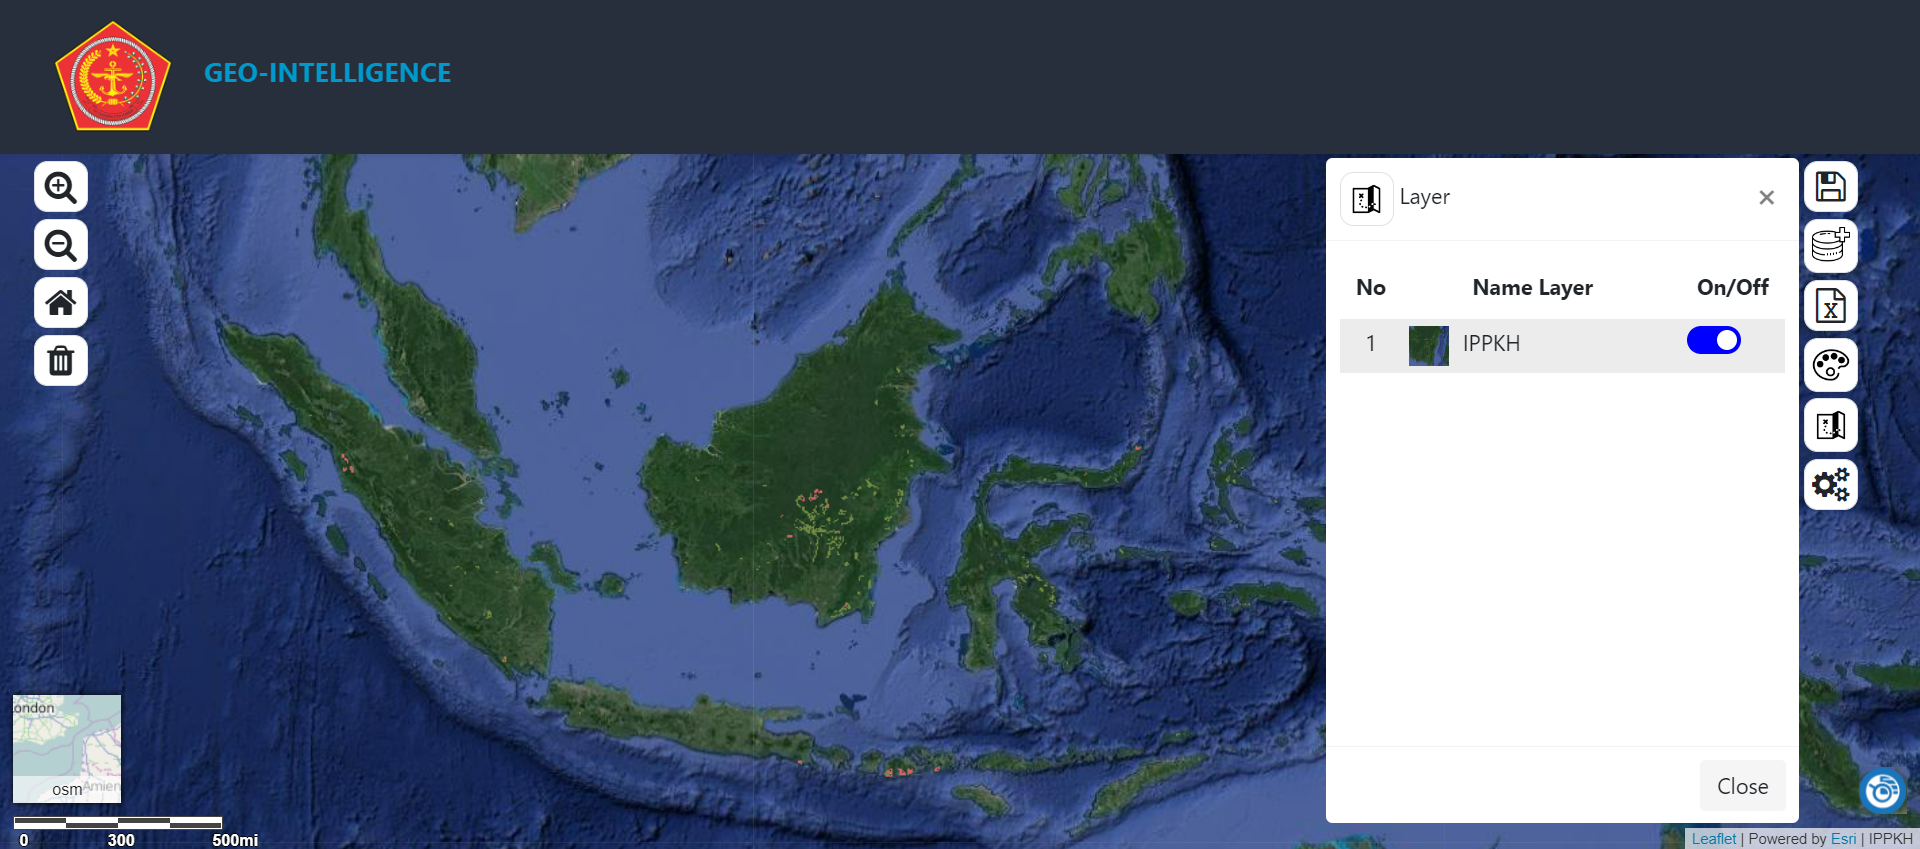 GEO-INTELLIGENCE
Layer
×
No Name Layer On/Off
1 IPPKH
Close
ondon
Amien
osm
0 300 500mi
Leaflet | Powered by Esri | IPPKH